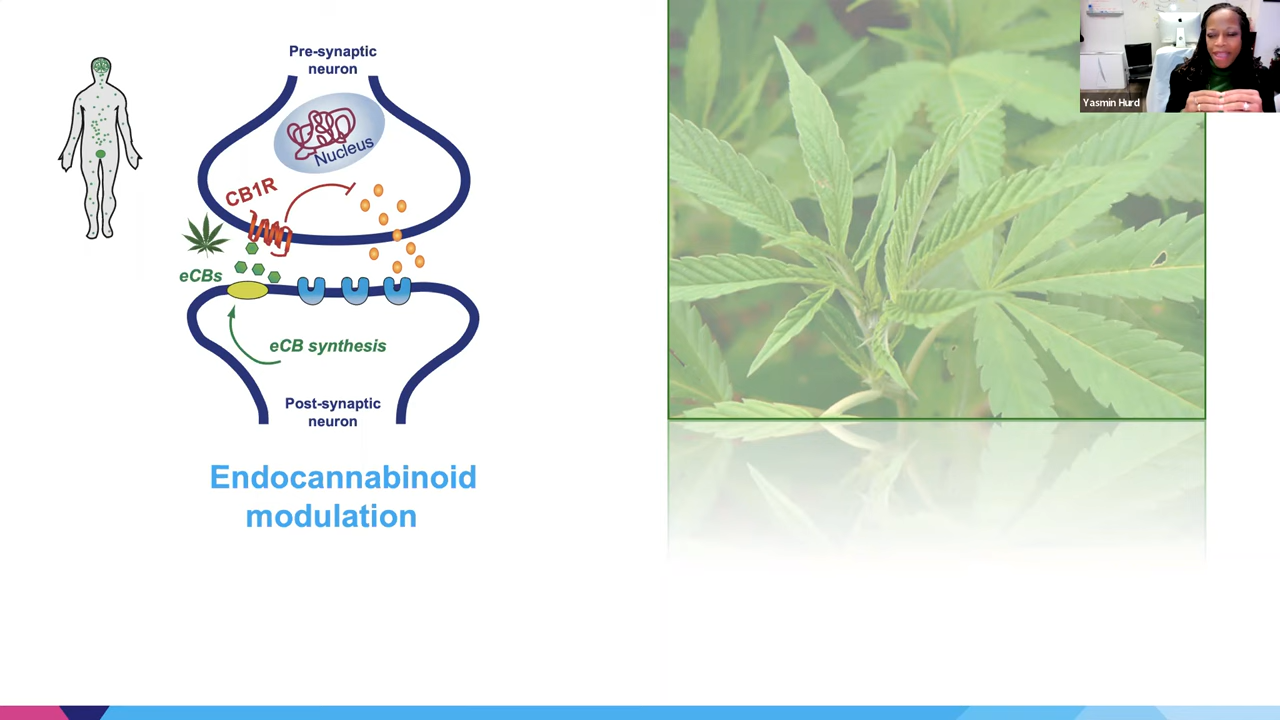 Pre-synaptic
neuron
Nucleus
CB1R
eCBs
eCB synthesis
Post-synaptic
neuron
Endocannabinoid
modulation
Yasmin Hurd